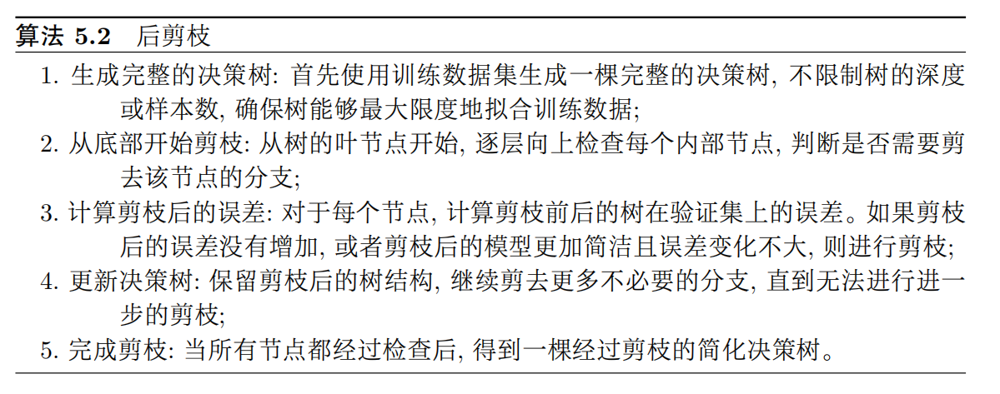 算法 5.2 后剪枝
1. 生成完整的决策树: 首先使用训练数据集生成一棵完整的决策树, 不限制树的深度
或样本数, 确保树能够最大限度地拟合训练数据;
2. 从底部开始剪枝: 从树的叶节点开始, 逐层向上检查每个内部节点, 判断是否需要剪
去该节点的分支;
3. 计算剪枝后的误差: 对于每个节点, 计算剪枝前后的树在验证集上的误差。如果剪枝
后的误差没有增加, 或者剪枝后的模型更加简洁且误差变化不大, 则进行剪枝;
4. 更新决策树: 保留剪枝后的树结构, 继续剪去更多不必要的分支, 直到无法进行进一
步的剪枝;
5. 完成剪枝: 当所有节点都经过检查后, 得到一棵经过剪枝的简化决策树。